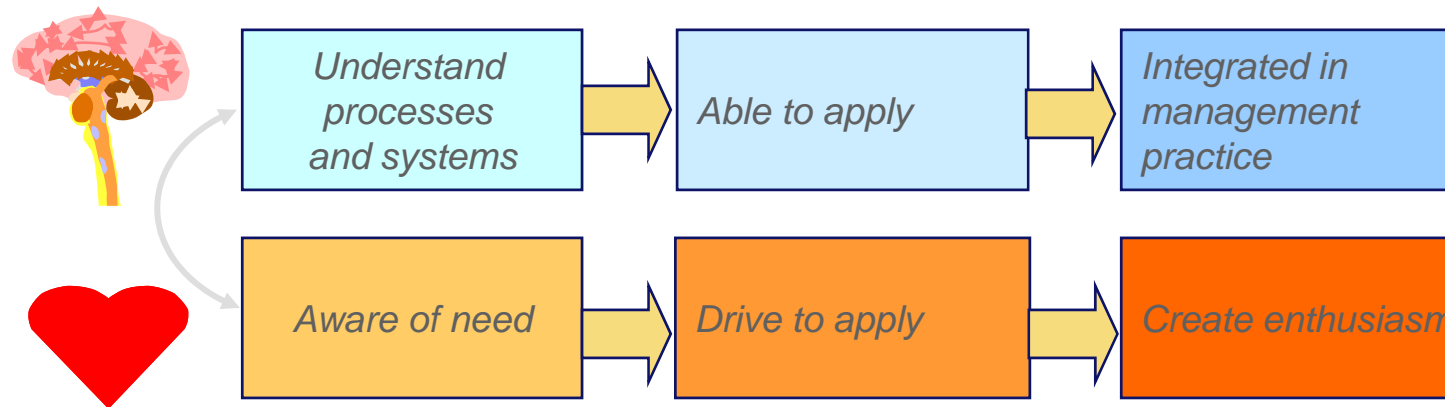 Understand
processes
and systems
Able to apply
Integrated in
management
practice
Aware of need
Drive to apply
Create enthusiasm